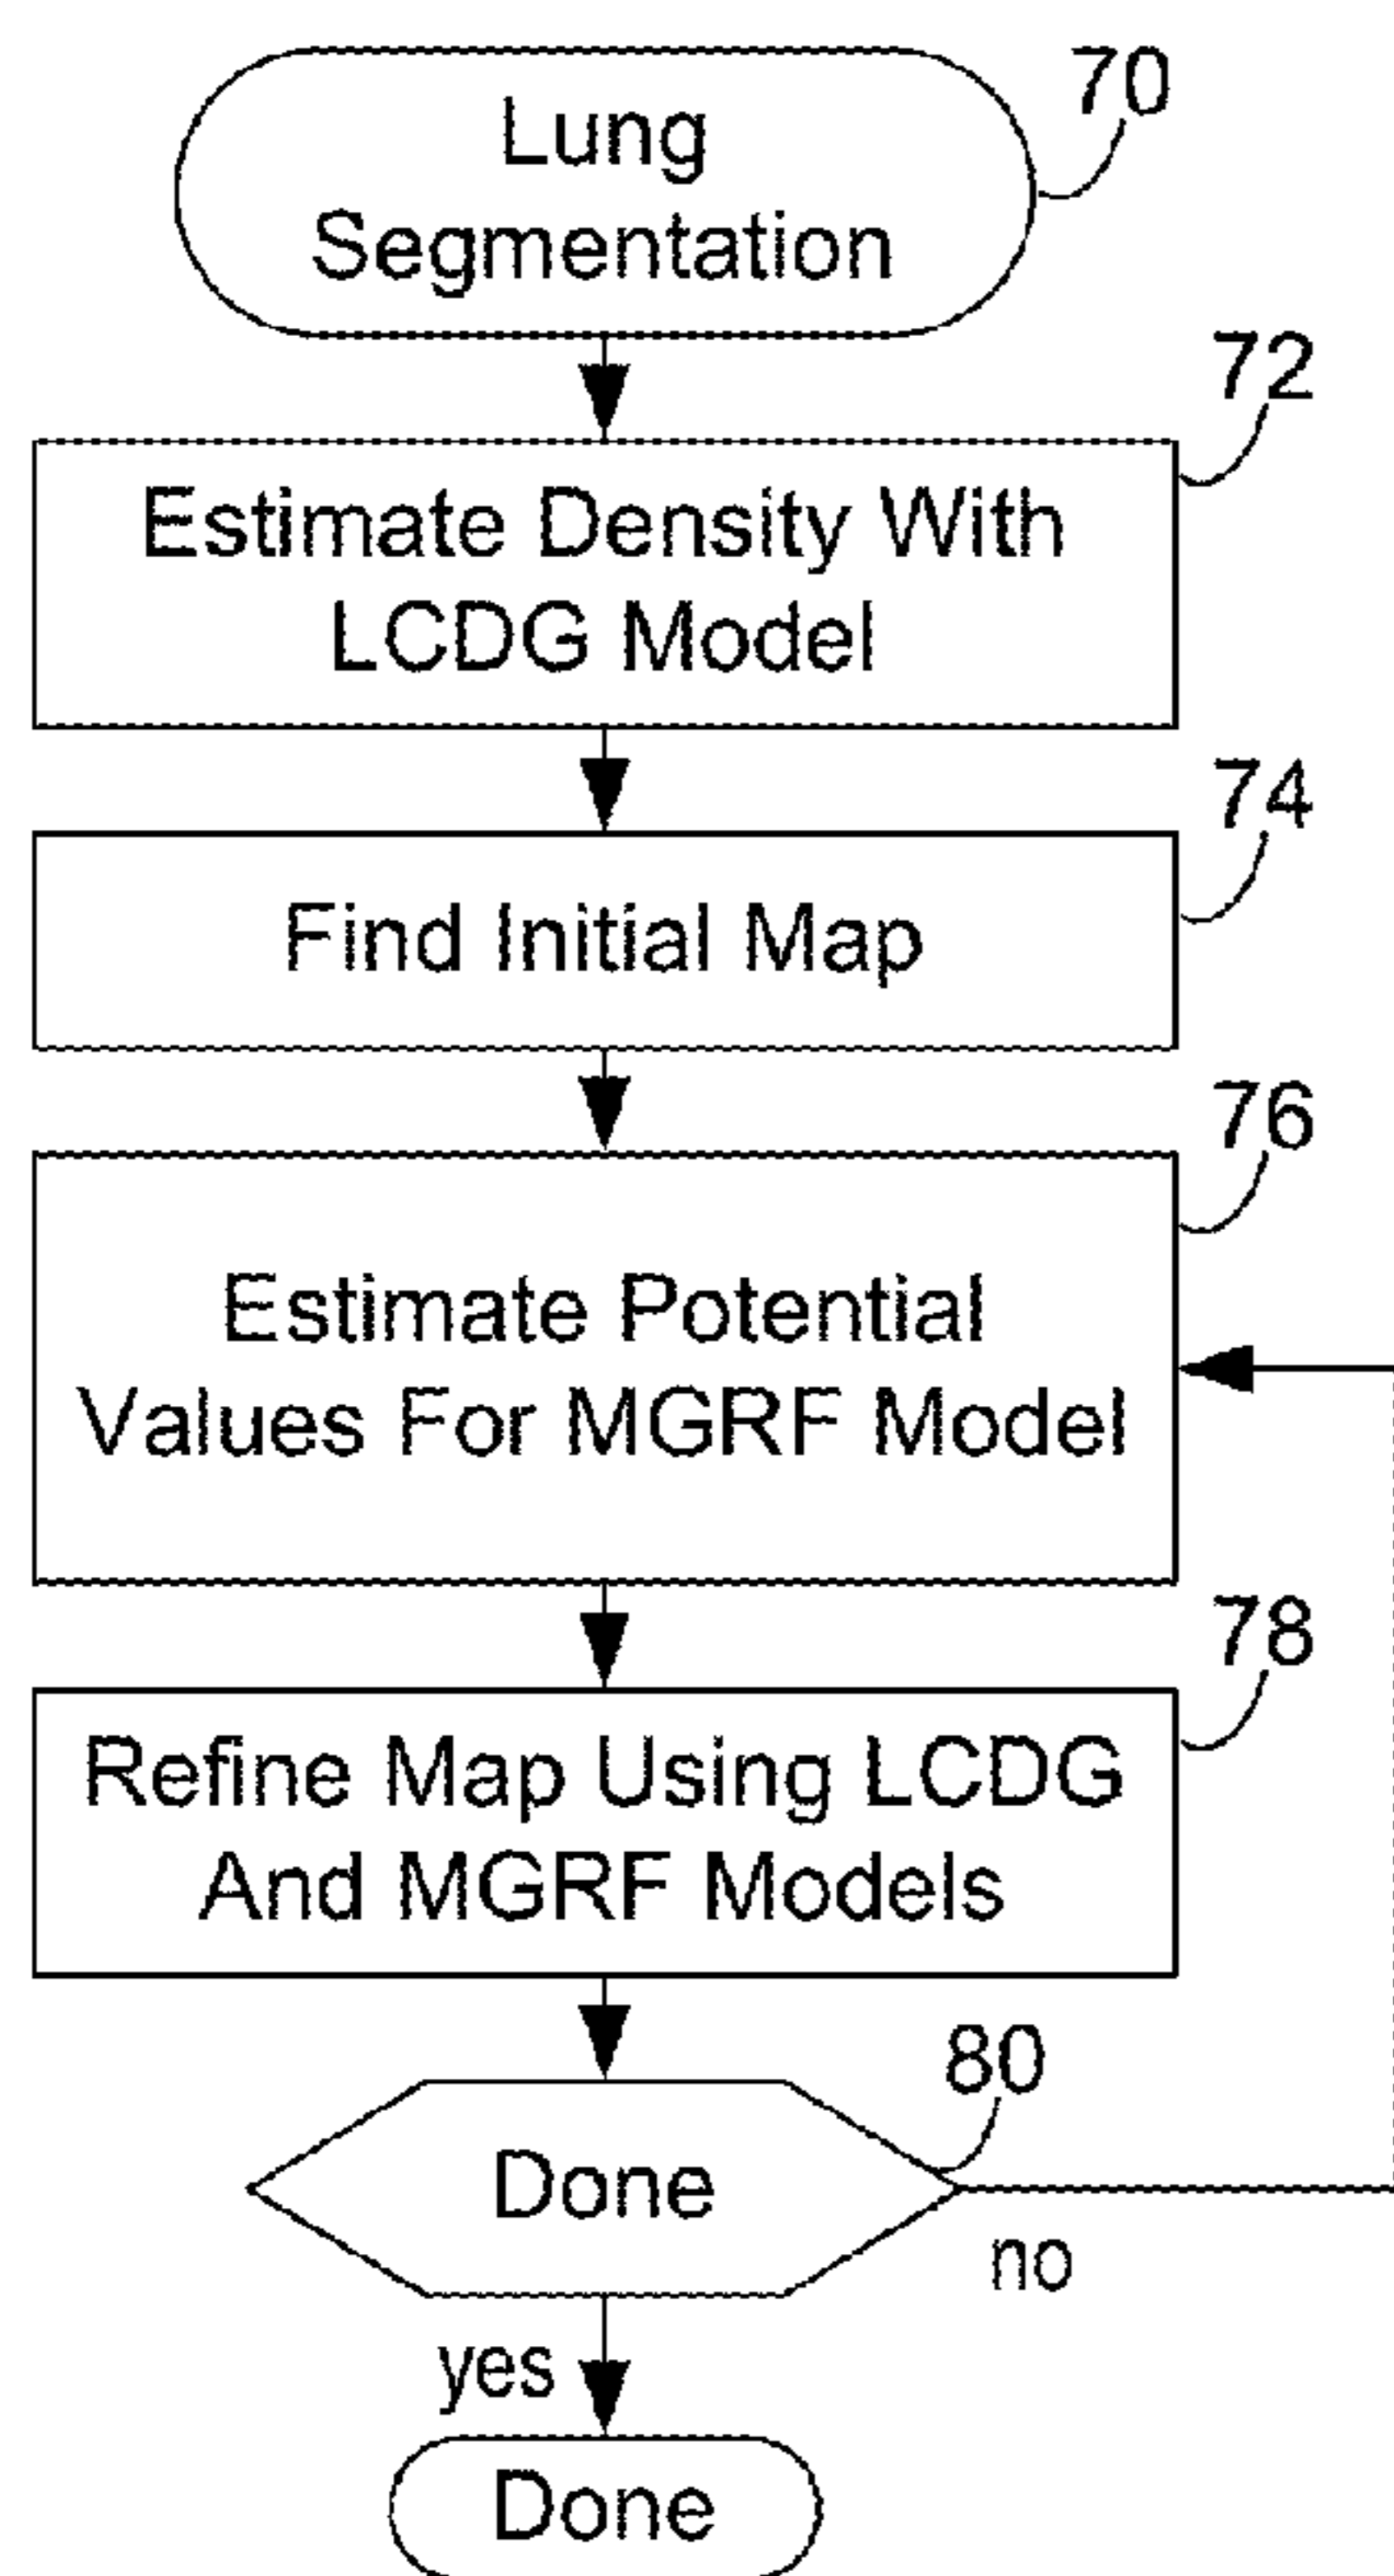 70
Lung
Segmentation
72
Estimate Density With
LCDG Model
74
Find Initial Map
76
Estimate Potential
Values For MGRF Model
78
Refine Map Using LCDG
And MGRF Models
80
Done
no
yes
Done